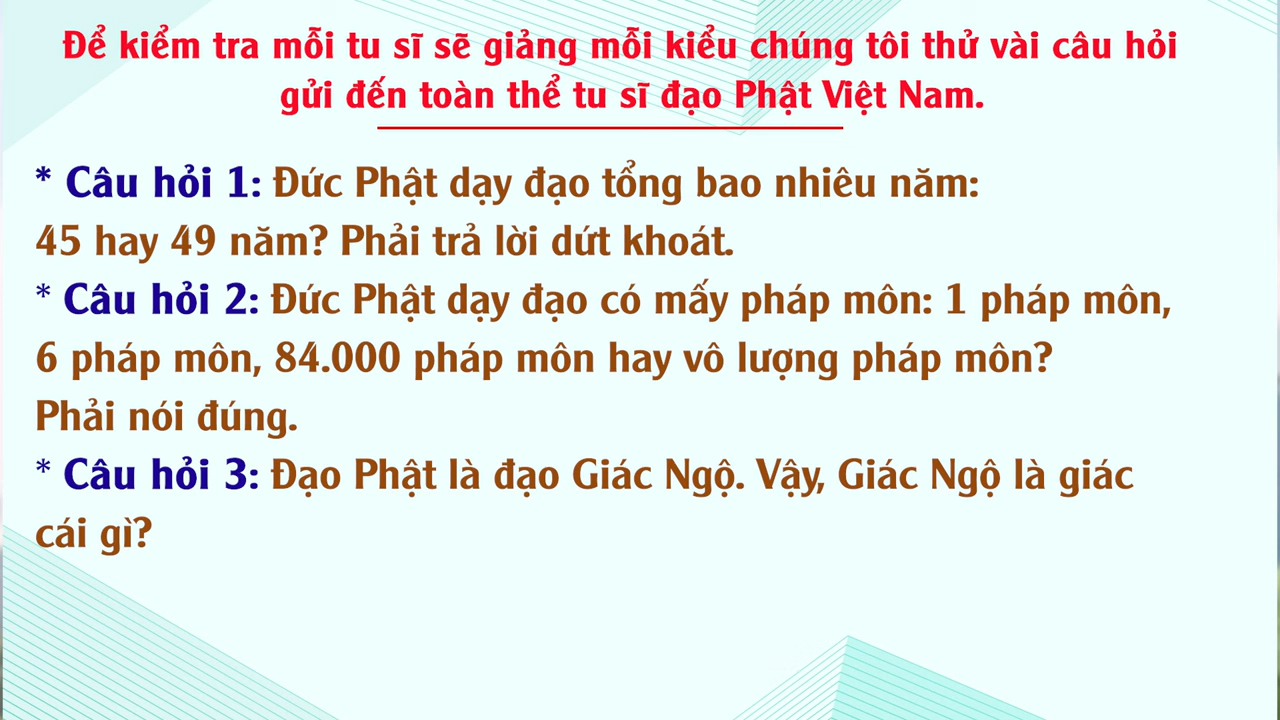 Để kiểm tra mỗi tu sĩ sẽ giảng mỗi kiểu chúng tôi thử vài câu hỏi
gửi đến toàn thể tu sĩ đạo Phật Việt Nam.
* Câu hỏi 1: Đức Phật dạy đạo tổng bao nhiêu năm:
45 hay 49 năm? Phải trả lời dứt khoát.
* Câu hỏi 2: Đức Phật dạy đạo có mấy pháp môn: 1 pháp môn,
6 pháp môn, 84.000 pháp môn hay vô lượng pháp môn?
Phải nói đúng.
* Câu hỏi 3: Đạo Phật là đạo Giác Ngộ. Vậy, Giác Ngộ là giác
cái gì?